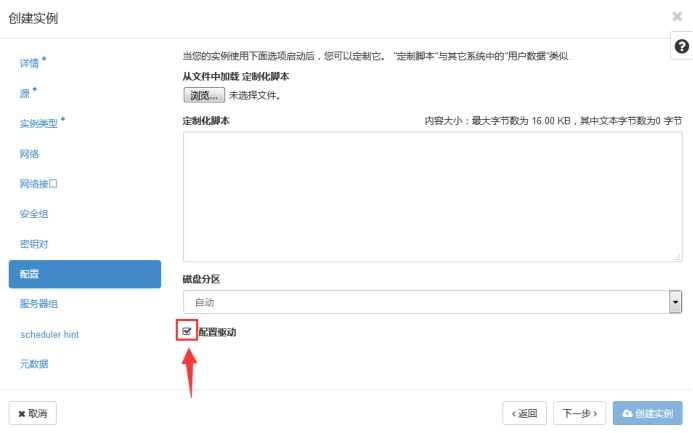 创建实例
×
?
详情 *
源 *
实例类型 *
网络
网络接口
安全组
密钥对
配置
服务器组
scheduler hint
元数据
当您的实例使用下面选项启动后，您可以定制它。 "定制脚本"与其它系统中的"用户数据"类似.
从文件中加载 定制化脚本
浏览... 未选择文件。
定制化脚本 内容大小：最大字节数为 16.00 KB，其中文本字节数为0 字节
磁盘分区
自动
配置驱动
× 取消 ‹ 返回 下一步 › 创建实例